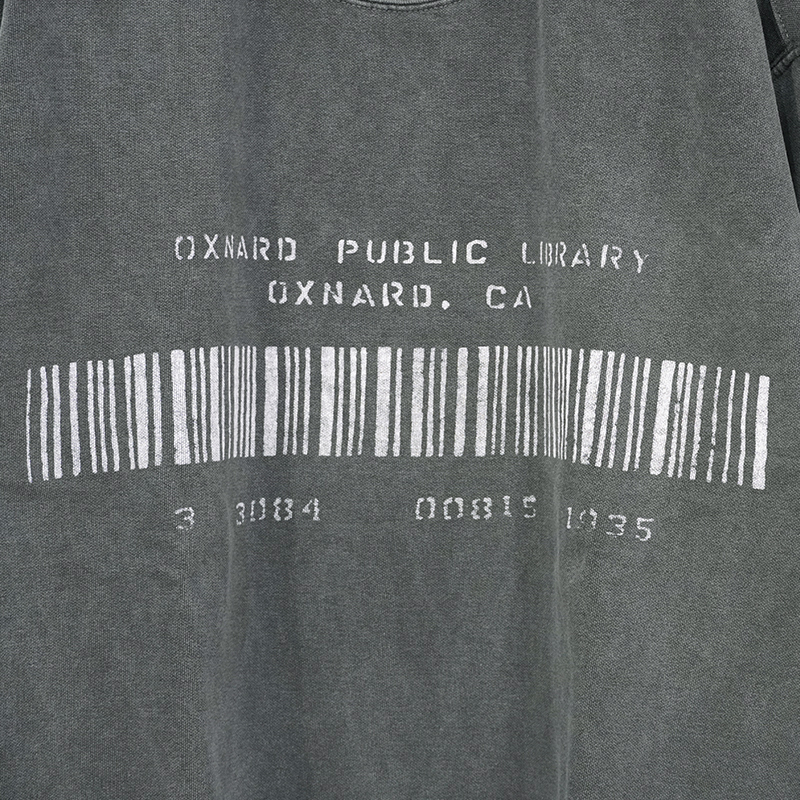 OXNARD PUBLIC LIBRARY
OXNARD, CA
3 3084 00815 1935